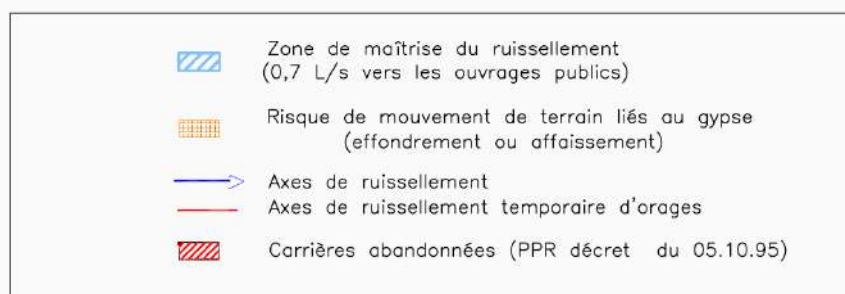 Zone de maîtrise du ruissellement
(0,7 L/s vers les ouvrages publics)
Risque de mouvement de terrain liés au gypse
(effondrement ou affaissement)
Axes de ruissellement
Axes de ruissellement temporaire d'orages
Carrières abandonnées (PPR décret du 05.10.95)